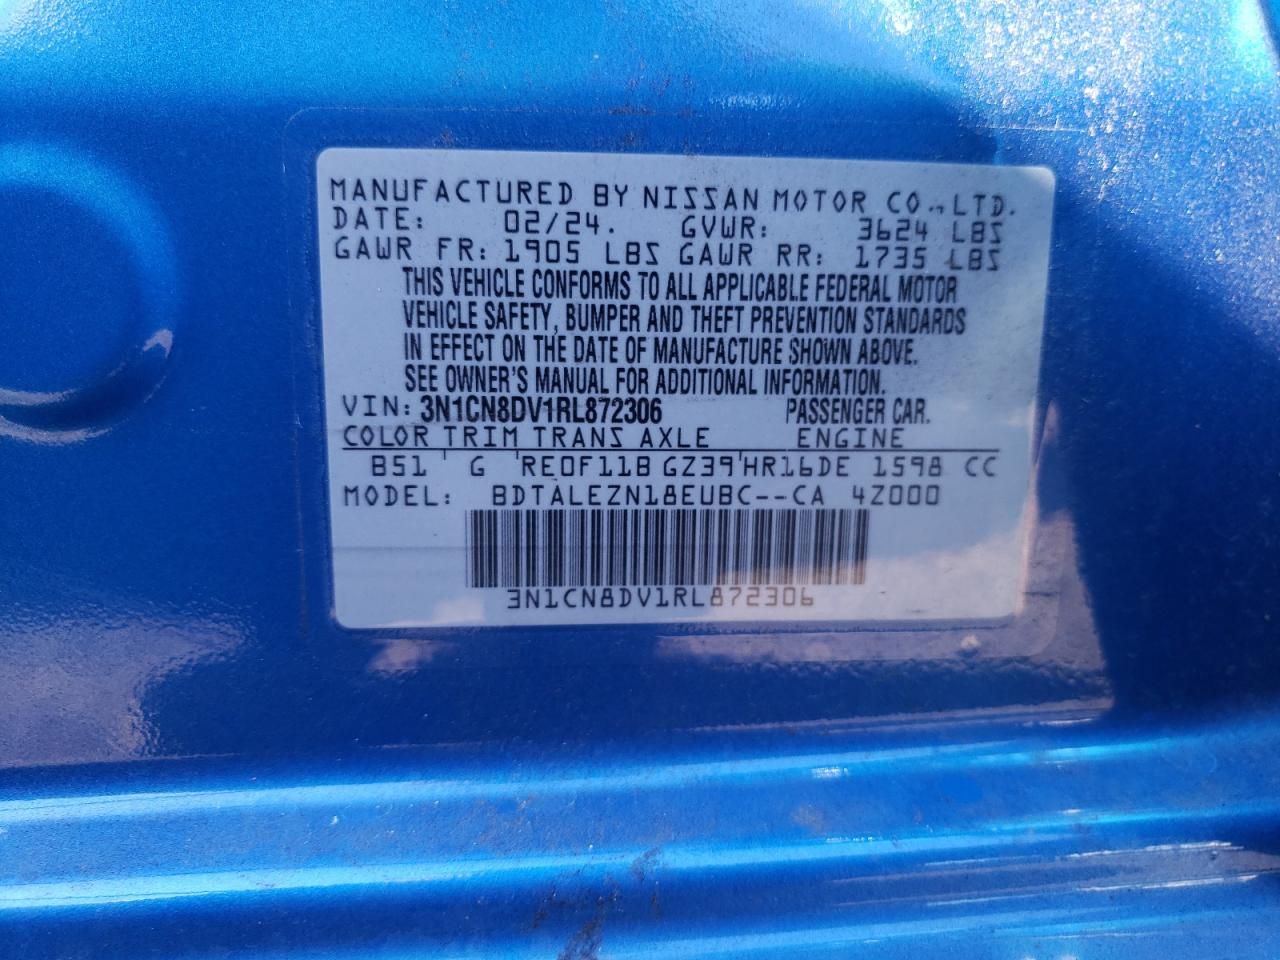 MANUFACTURED BY NISSAN MOTOR CO., LTD.
DATE: 02/24. GVWR: 3624 LBS
GAWR FR: 1905 LBS GAWR RR: 1735 LBS
THIS VEHICLE CONFORMS TO ALL APPLICABLE FEDERAL MOTOR
VEHICLE SAFETY, BUMPER AND THEFT PREVENTION STANDARDS
IN EFFECT ON THE DATE OF MANUFACTURE SHOWN ABOVE.
SEE OWNER'S MANUAL FOR ADDITIONAL INFORMATION.
VIN: 3N1CN8DV1RL872306 PASSENGER CAR.
COLOR TRIM TRANS AXLE ENGINE
B51 G RE0F11B GZ39 HR16DE 1598 CC
MODEL: BDTALEZN18EUBC--CA 4Z000
3N1CN8DV1RL872306